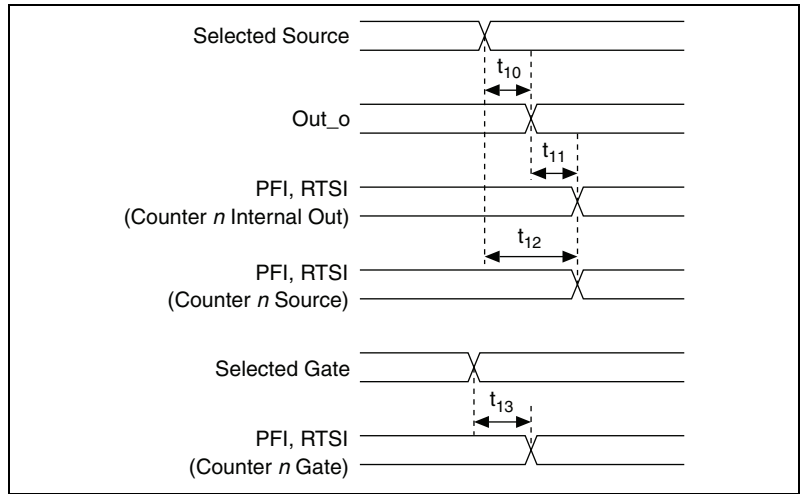 Selected Source
t10
Out_o
t11
PFI, RTSI
(Counter n Internal Out)
t12
PFI, RTSI
(Counter n Source)
Selected Gate
t13
PFI, RTSI
(Counter n Gate)